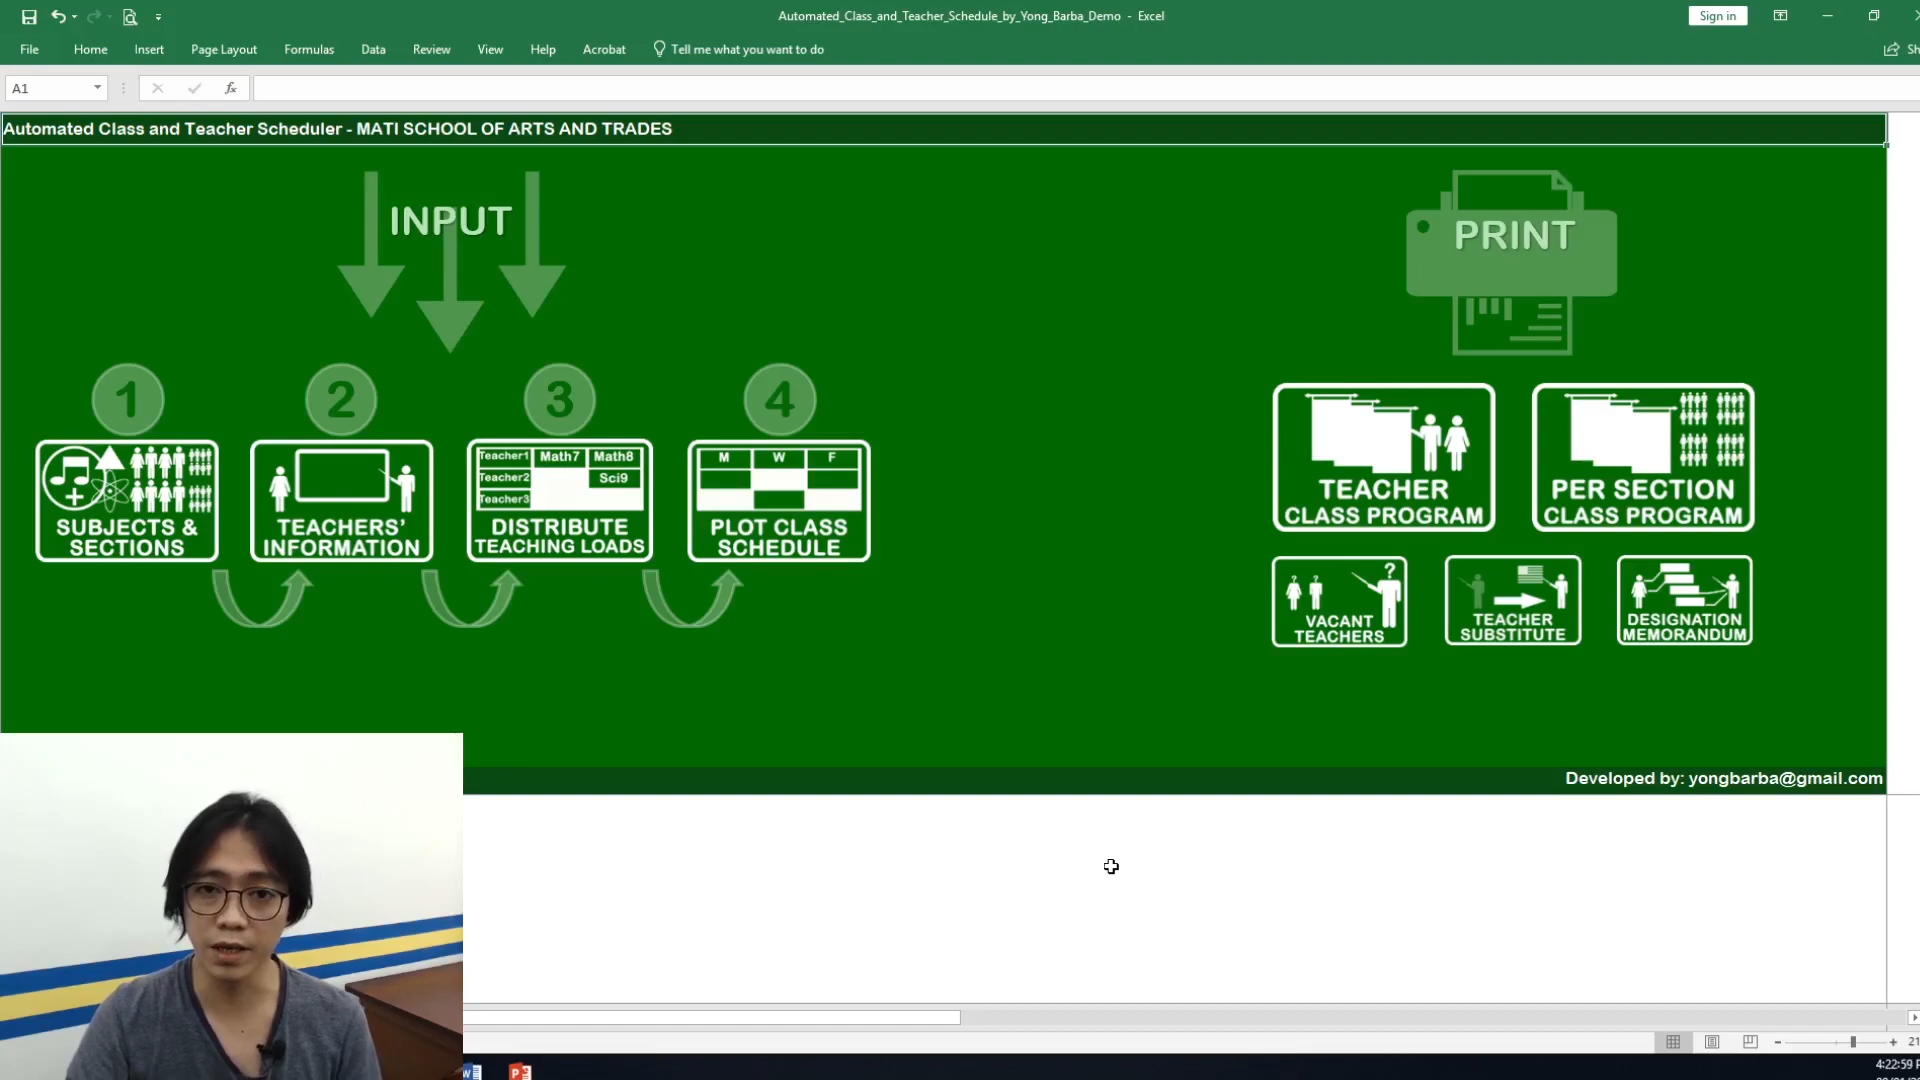 Automated_Class_and_Teacher_Schedule_by_Yong_Barba_Demo - Excel
Sign in
File Home Insert Page Layout Formulas Data Review View Help Acrobat Tell me what you want to do
A1
fx
Automated Class and Teacher Scheduler - MATI SCHOOL OF ARTS AND TRADES
INPUT
PRINT
1 2 3 4
SUBJECTS &
SECTIONS
TEACHERS'
INFORMATION
Teacher1 Math7 Math8
Teacher2 Sci9
Teacher3
DISTRIBUTE
TEACHING LOADS
M W F
PLOT CLASS
SCHEDULE
TEACHER
CLASS PROGRAM
PER SECTION
CLASS PROGRAM
?
VACANT
TEACHERS
TEACHER
SUBSTITUTE
DESIGNATION
MEMORANDUM
Developed by: yongbarba@gmail.com
4:22:59